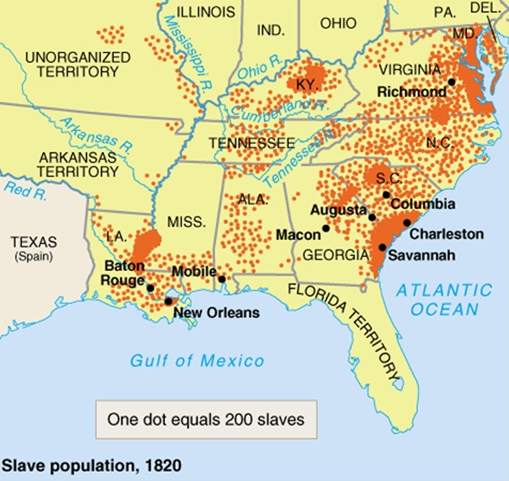 ILLINOIS
IND.
OHIO
PA.
DEL.
MD.
Mississippi R.
UNORGANIZED
TERRITORY
Ohio R.
KY.
VIRGINIA
Richmond
Cumberland R.
Arkansas R.
TENNESSEE
Tennessee R.
N.C.
ARKANSAS
TERRITORY
Red R.
S.C.
Columbia
ALA.
Augusta
MISS.
Macon
Charleston
LA.
TEXAS
(Spain)
GEORGIA
Savannah
Baton
Rouge
Mobile
New Orleans
FLORIDA TERRITORY
ATLANTIC
OCEAN
Gulf of Mexico
One dot equals 200 slaves
Slave population, 1820